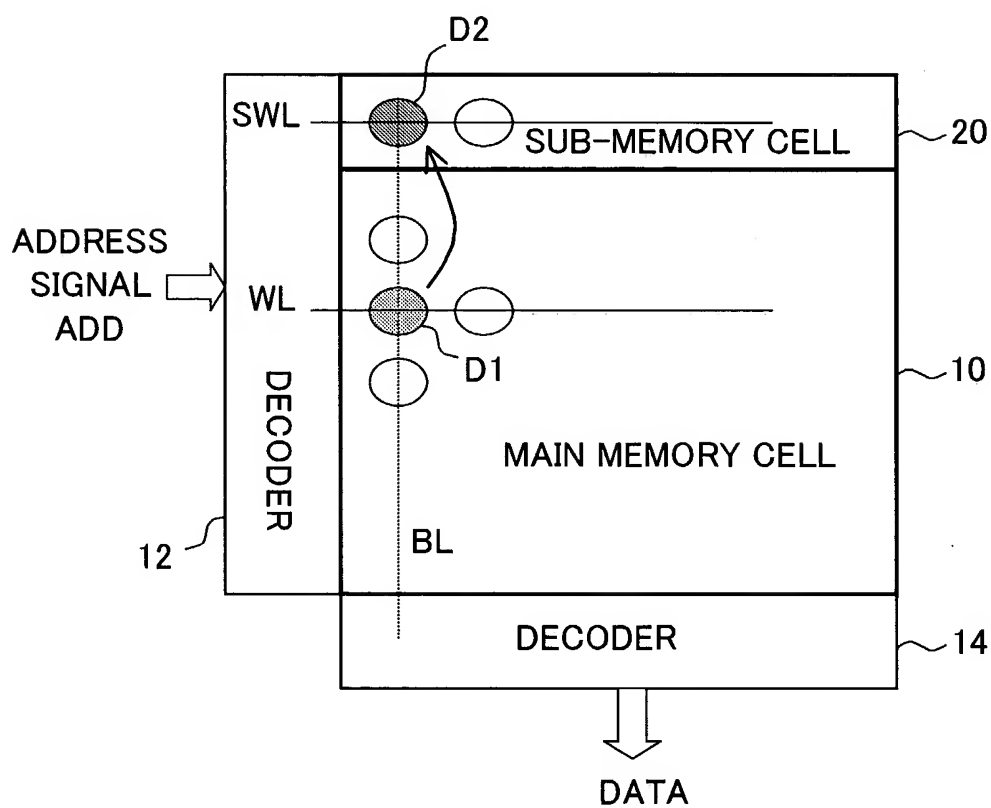 D2
SWL
SUB-MEMORY CELL
20
ADDRESS
SIGNAL
ADD
WL
D1
10
DECODER
MAIN MEMORY CELL
12
BL
DECODER
14
DATA